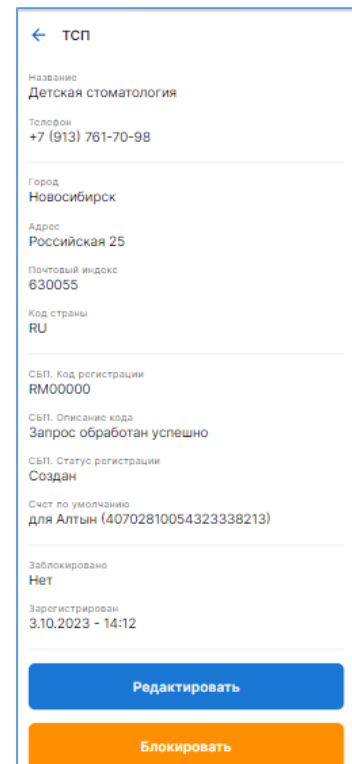 ← ТСП
Название
Детская стоматология
Телефон
+7 (913) 761-70-98
Город
Новосибирск
Адрес
Российская 25
Почтовый индекс
630055
Код страны
RU
СБП. Код регистрации
RM00000
СБП. Описание кода
Запрос обработан успешно
СБП. Статус регистрации
Создан
Счет по умолчанию
для Алтын (40702810054323338213)
Заблокировано
Нет
Зарегистрирован
3.10.2023 - 14:12
Редактировать
Блокировать